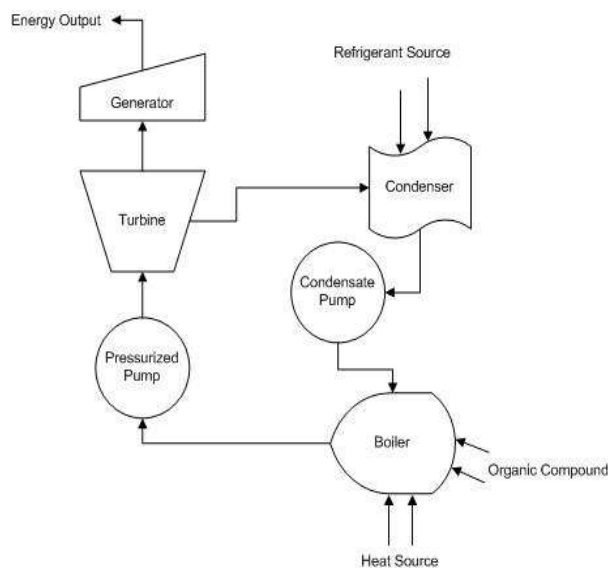 Energy Output
Refrigerant Source
Generator
Condenser
Turbine
Condensate
Pump
Pressurized
Pump
Boiler
Organic Compound
Heat Source